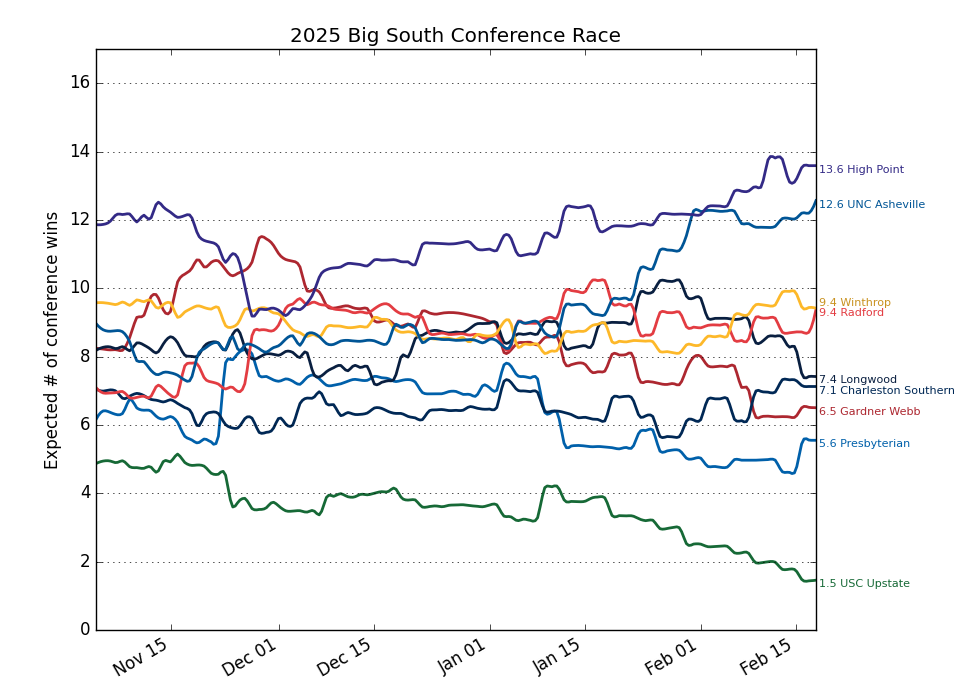 2025 Big South Conference Race
Expected # of conference wins
16
14
12
10
8
6
4
2
0
Nov 15
Dec 01
Dec 15
Jan 01
Jan 15
Feb 01
Feb 15
13.6 High Point
12.6 UNC Asheville
9.4 Winthrop
9.4 Radford
7.4 Longwood
7.1 Charleston Southern
6.5 Gardner Webb
5.6 Presbyterian
1.5 USC Upstate